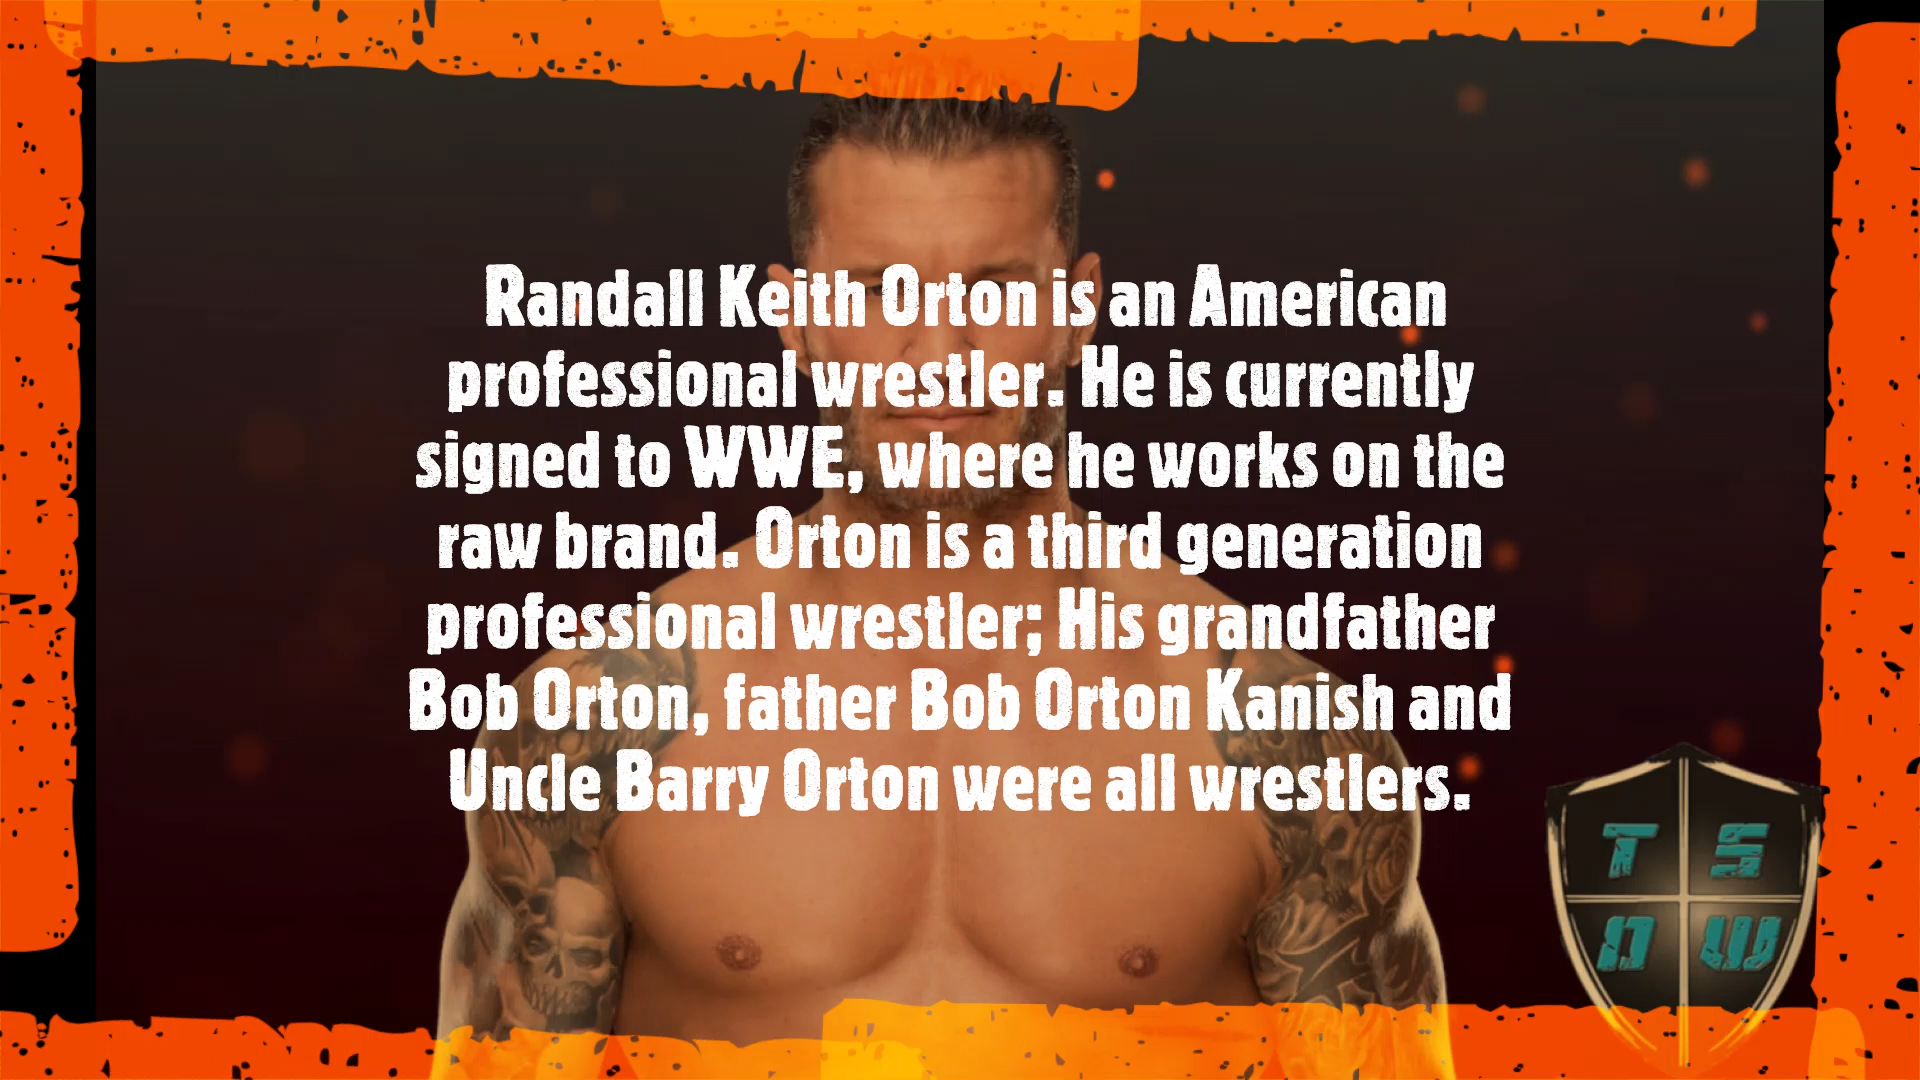 Randall Keith Orton is an American
professional wrestler. He is currently
signed to WWE, where he works on the
raw brand. Orton is a third generation
professional wrestler; His grandfather
Bob Orton, father Bob Orton Kanish and
Uncle Barry Orton were all wrestlers.
T S
O W